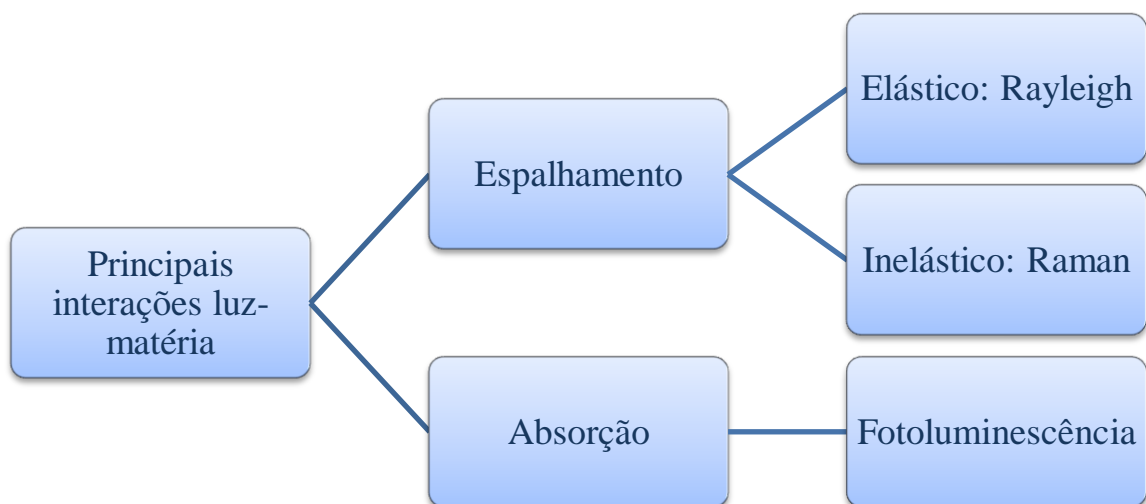 Principais
interações luz-
matéria
Espalhamento
Elástico: Rayleigh
Inelástico: Raman
Absorção
Fotoluminescência